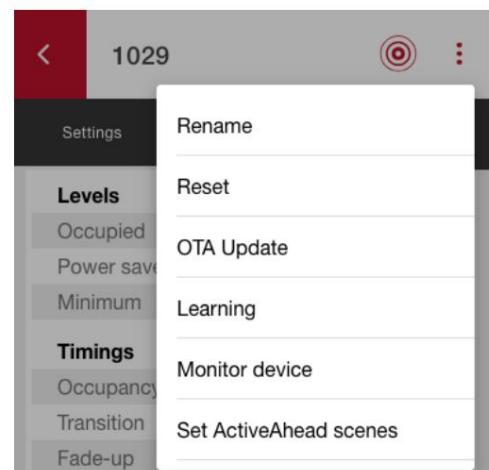 1029
Settings
Rename
Reset
OTA Update
Learning
Monitor device
Set ActiveAhead scenes
Levels
Occupied
Power save
Minimum
Timings
Occupancy
Transition
Fade-up